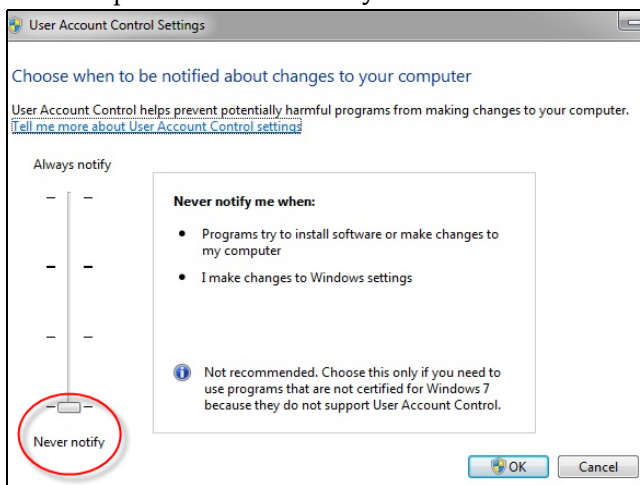 User Account Control Settings
Choose when to be notified about changes to your computer
User Account Control helps prevent potentially harmful programs from making changes to your computer.
Tell me more about User Account Control settings
Always notify
Never notify me when:
• Programs try to install software or make changes to
my computer
• I make changes to Windows settings
Not recommended. Choose this only if you need to
use programs that are not certified for Windows 7
because they do not support User Account Control.
Never notify
OK
Cancel